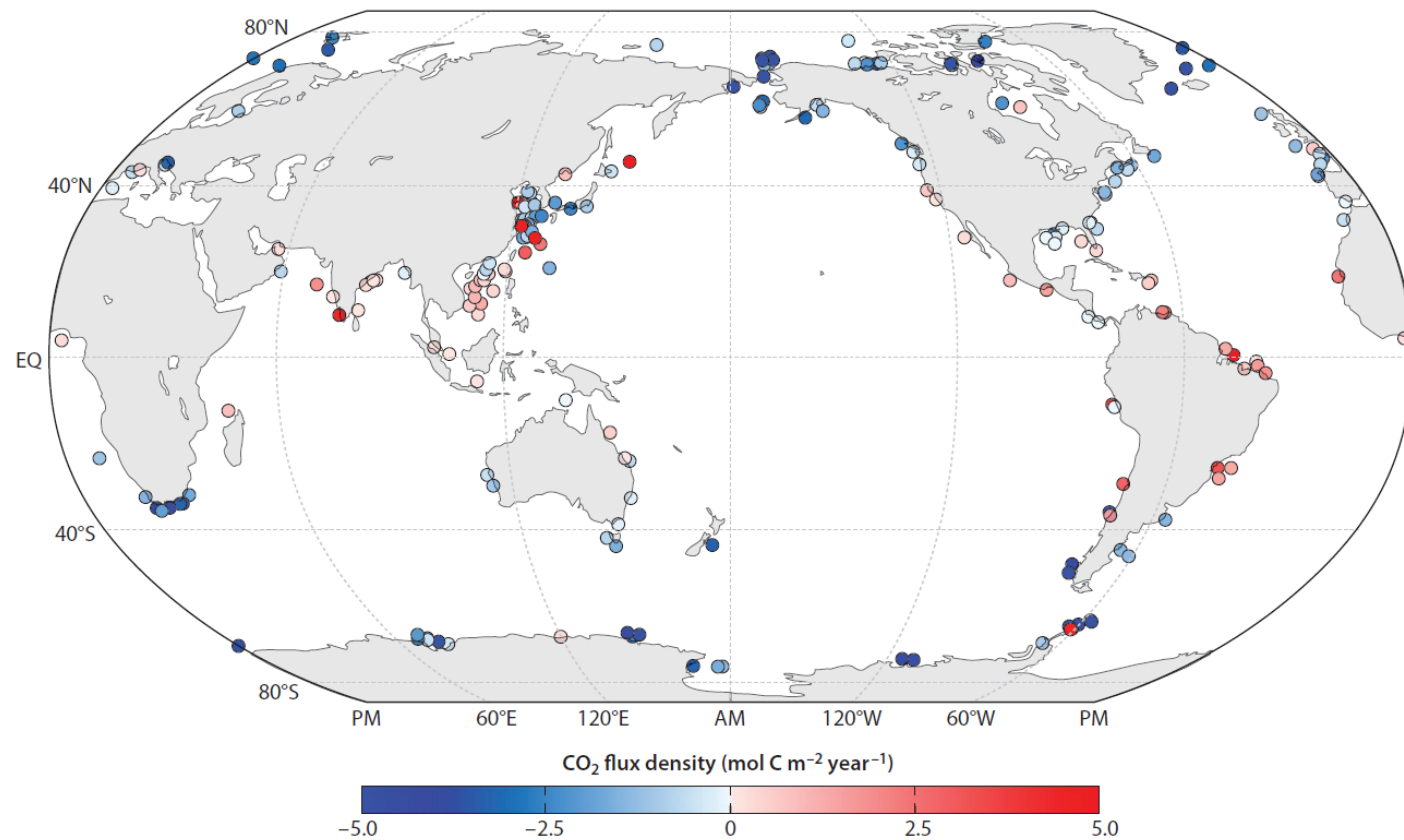 80°N
40°N
EQ
40°S
80°S
PM 60°E 120°E AM 120°W 60°W PM
CO₂ flux density (mol C m⁻² year⁻¹)
−5.0 −2.5 0 2.5 5.0